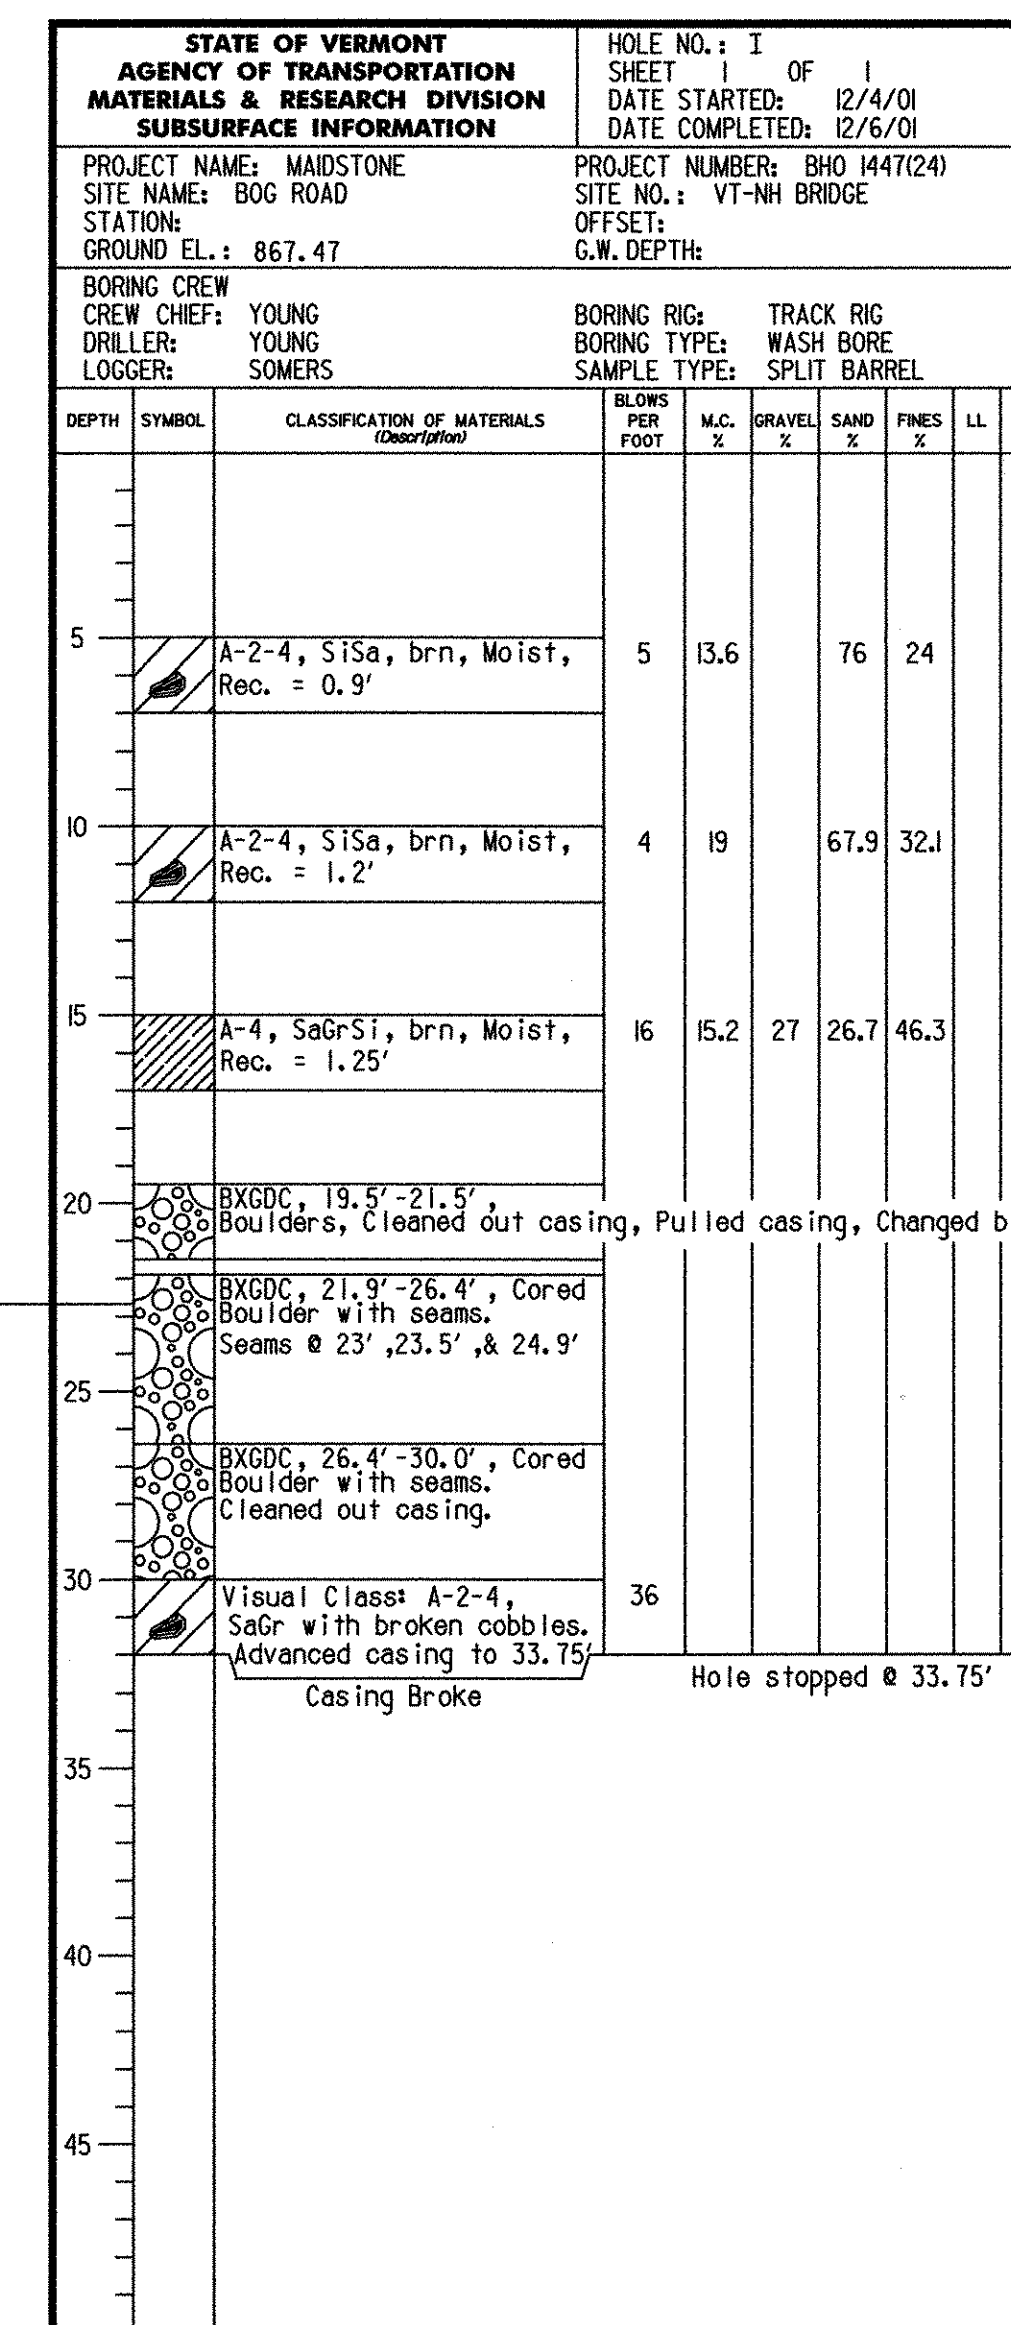 STATE OF VERMONT
AGENCY OF TRANSPORTATION
MATERIALS & RESEARCH DIVISION
SUBSURFACE INFORMATION
HOLE NO.: I
SHEET 1 OF 1
DATE STARTED: 12/4/01
DATE COMPLETED: 12/6/01
PROJECT NAME: MAIDSTONE
SITE NAME: BOG ROAD
STATION:
GROUND EL.: 867.47
PROJECT NUMBER: BHO 1447(24)
SITE NO.: VT-NH BRIDGE
OFFSET:
G.W. DEPTH:
BORING CREW
CREW CHIEF: YOUNG
DRILLER: YOUNG
LOGGER: SOMERS
BORING RIG: TRACK RIG
BORING TYPE: WASH BORE
SAMPLE TYPE: SPLIT BARREL
DEPTH
SYMBOL
CLASSIFICATION OF MATERIALS
(Description)
BLOWS
PER
FOOT
M.C.
%
GRAVEL
%
SAND
%
FINES
%
LL
5
A-2-4, SiSa, brn, Moist,
Rec. = 0.9'
5 13.6 76 24
10
A-2-4, SiSa, brn, Moist,
Rec. = 1.2'
4 19 67.9 32.1
15
A-4, SaGrSi, brn, Moist,
Rec. = 1.25'
16 15.2 27 26.7 46.3
20
BXGDC, 19.5'-21.5',
Boulders, Cleaned out casing, Pulled casing, Changed b
BXGDC, 21.9'-26.4', Cored
Boulder with seams.
Seams @ 23',23.5',& 24.9'
25
BXGDC, 26.4'-30.0', Cored
Boulder with seams.
Cleaned out casing.
30
Visual Class: A-2-4,
SaGr with broken cobbles.
Advanced casing to 33.75'
36
Casing Broke
Hole stopped @ 33.75'
35
40
45